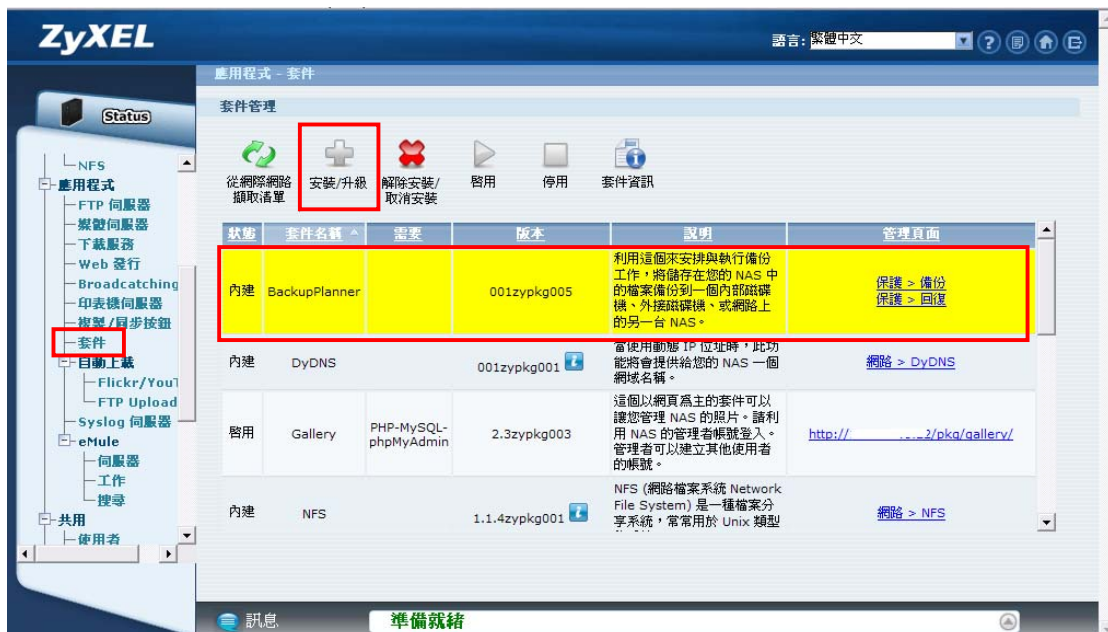 ZyXEL
語言: 繁體中文
應用程式 - 套件
Status
套件管理
從網際網路
擷取清單
安裝/升級
解除安裝/
取消安裝
啟用
停用
套件資訊
NFS
應用程式
FTP 伺服器
媒體伺服器
下載服務
Web 發行
Broadcatching
印表機伺服器
複製/同步按鈕
套件
自動上載
Flickr/YouT
FTP Upload
Syslog 伺服器
eMule
伺服器
工作
搜尋
共用
使用者
狀態 套件名稱 需要 版本 說明 管理頁面
內建 BackupPlanner 001zypkg005
利用這個來安排與執行備份
工作,將儲存在您的 NAS 中
的檔案備份到一個內部磁碟
機、外接磁碟機、或網路上
的另一台 NAS。
保護 > 備份
保護 > 回復
內建 DyDNS 001zypkg001
當使用動態 IP 位址時,此功
能將會提供給您的 NAS 一個
網域名稱。
網路 > DyDNS
啟用 Gallery
PHP-MySQL-
phpMyAdmin
2.3zypkg003
這個以網頁為主的套件可以
讓您管理 NAS 的照片。請利
用 NAS 的管理者帳號登入。
管理者可以建立其他使用者
的帳號。
http:// 2/pkg/gallery/
內建 NFS 1.1.4zypkg001
NFS (網路檔案系統 Network
File System) 是一種檔案分
享系統,常常用於 Unix 類型
網路 > NFS
訊息
準備就緒